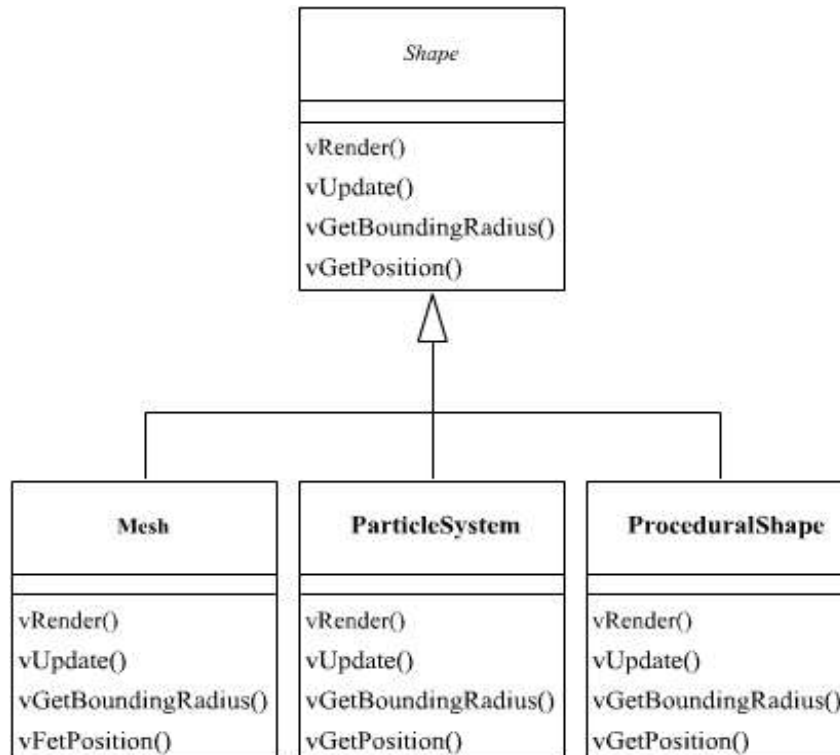 Shape
vRender()
vUpdate()
vGetBoundingRadius()
vGetPosition()
Mesh
vRender()
vUpdate()
vGetBoundingRadius()
vFetPosition()
ParticleSystem
vRender()
vUpdate()
vGetBoundingRadius()
vGetPosition()
ProceduralShape
vRender()
vUpdate()
vGetBoundingRadius()
vGetPosition()